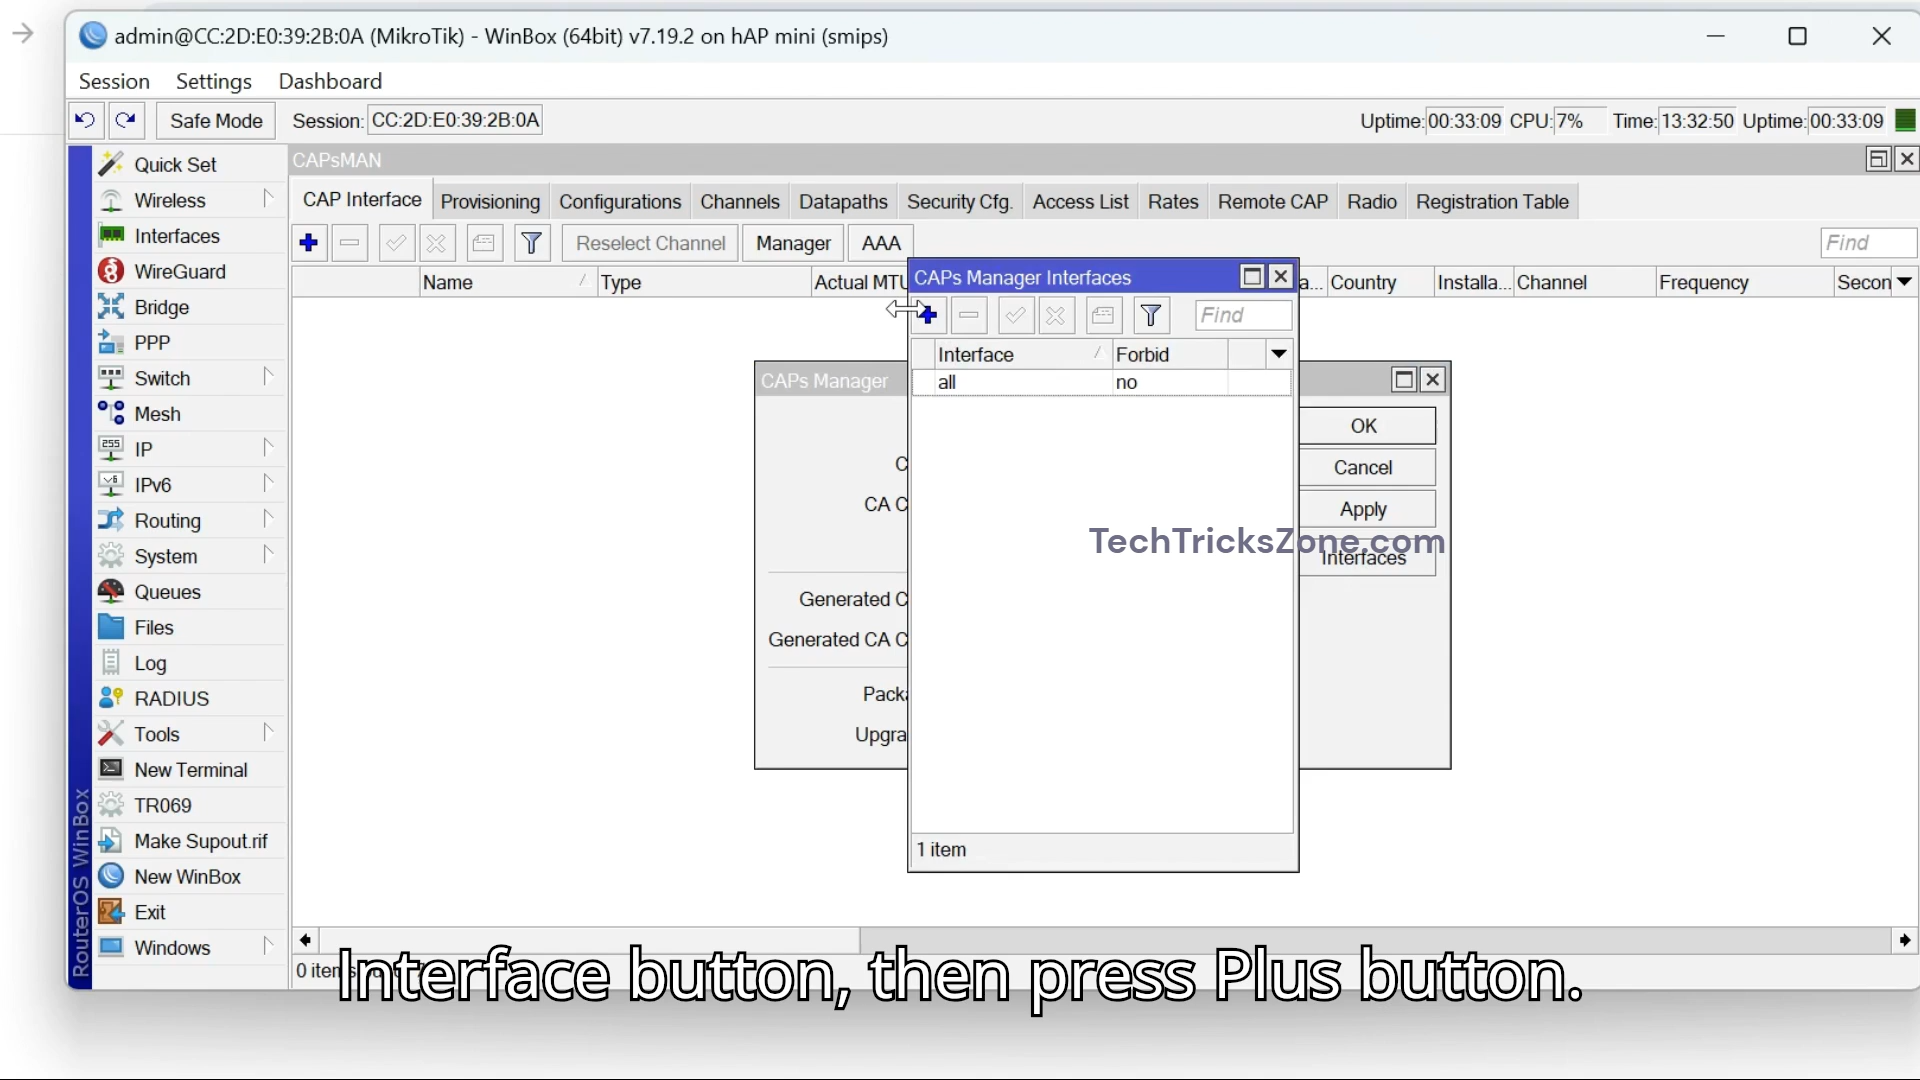 admin@CC:2D:E0:39:2B:0A (MikroTik) - WinBox (64bit) v7.19.2 on hAP mini (smips)
Session Settings Dashboard
Safe Mode Session: CC:2D:E0:39:2B:0A Uptime: 00:33:09 CPU: 7% Time: 13:32:50 Uptime: 00:33:09
Quick Set
Wireless
Interfaces
WireGuard
Bridge
PPP
Switch
Mesh
IP
IPv6
Routing
System
Queues
Files
Log
RADIUS
Tools
New Terminal
TR069
Make Supout.rif
New WinBox
Exit
Windows
RouterOS WinBox
CAPsMAN
CAP Interface Provisioning Configurations Channels Datapaths Security Cfg. Access List Rates Remote CAP Radio Registration Table
Reselect Channel Manager AAA Find
Name Type Actual MTU a... Country Installa... Channel Frequency Secon
CAPs Manager Interfaces
Find
Interface Forbid
all no
1 item
CAPs Manager
C
CA C
Generated C
Generated CA C
Packa
Upgra
OK
Cancel
Apply
Interfaces
TechTricksZone.com
0 item
Interface button, then press Plus button.